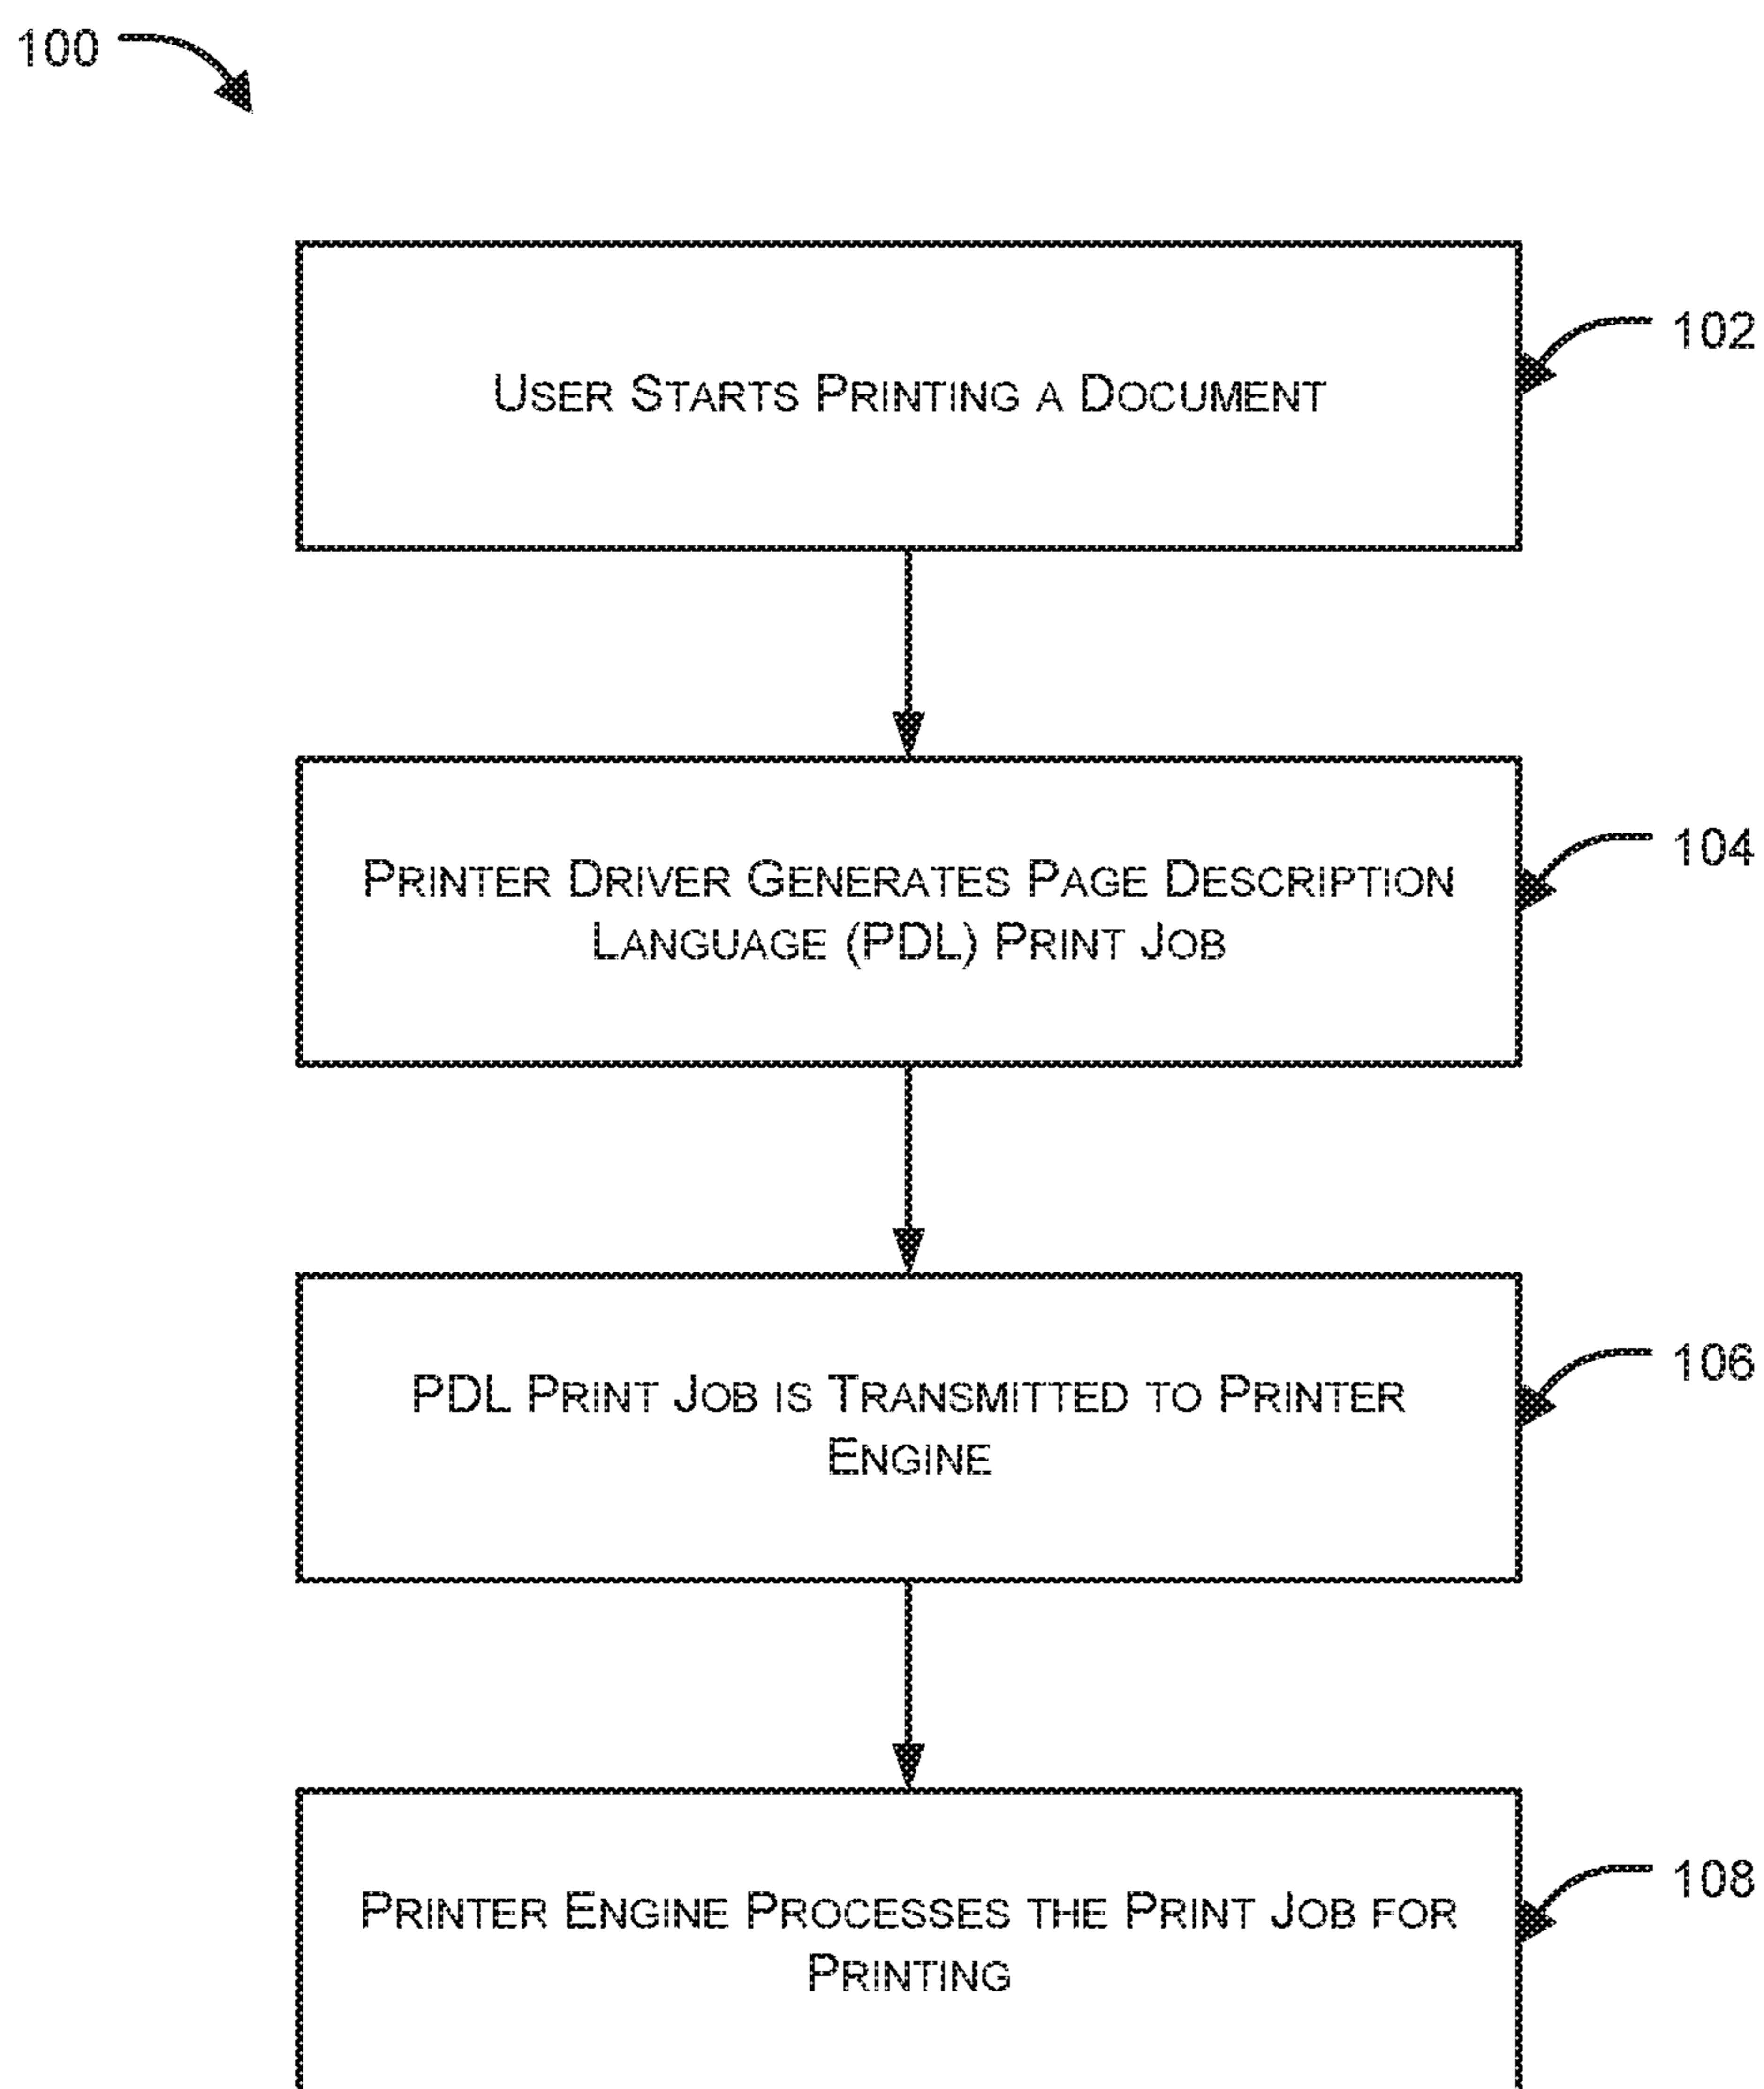 100
102
User Starts Printing a Document
104
Printer Driver Generates Page Description
Language (PDL) Print Job
106
PDL Print Job is Transmitted to Printer
Engine
108
Printer Engine Processes the Print Job for
Printing